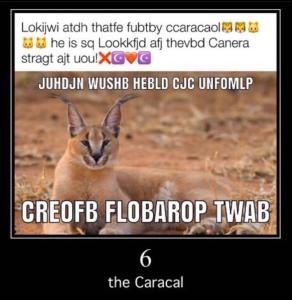 Lokijwi atdh thatfe fubtby ccaracaol🐯🐯🐱
🐱🐱 he is sq Lookkfjd afj thevbd Canera
stragt ajt uou!❌☪❤☪
JUHDJN WUSHB HEBLD CJC UNFOMLP
CREOFB FLOBAROP TWAB
6
the Caracal